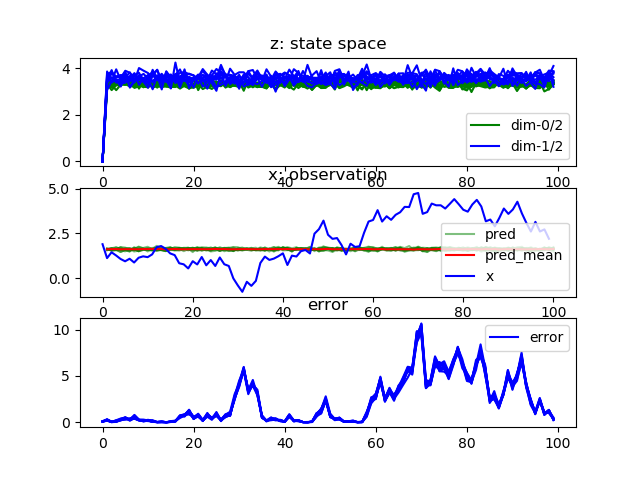 z: state space
4
2
0
dim-0/2
dim-1/2
0 20 40 60 80 100
x: observation
5.0
2.5
0.0
pred
pred_mean
x
0 20 40 60 80 100
error
10
5
0
error
0 20 40 60 80 100